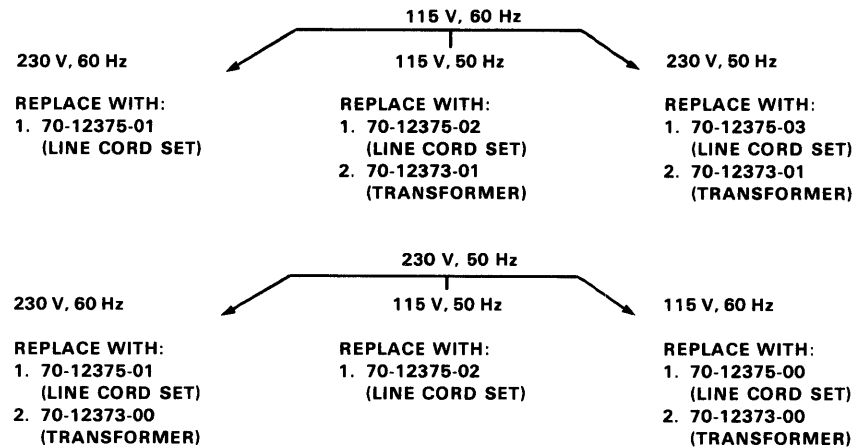 115 V, 60 Hz
230 V, 60 Hz
REPLACE WITH:
1. 70-12375-01
(LINE CORD SET)
115 V, 50 Hz
REPLACE WITH:
1. 70-12375-02
(LINE CORD SET)
2. 70-12373-01
(TRANSFORMER)
230 V, 50 Hz
REPLACE WITH:
1. 70-12375-03
(LINE CORD SET)
2. 70-12373-01
(TRANSFORMER)
230 V, 50 Hz
230 V, 60 Hz
REPLACE WITH:
1. 70-12375-01
(LINE CORD SET)
2. 70-12373-00
(TRANSFORMER)
115 V, 50 Hz
REPLACE WITH:
1. 70-12375-02
(LINE CORD SET)
115 V, 60 Hz
REPLACE WITH:
1. 70-12375-00
(LINE CORD SET)
2. 70-12373-00
(TRANSFORMER)